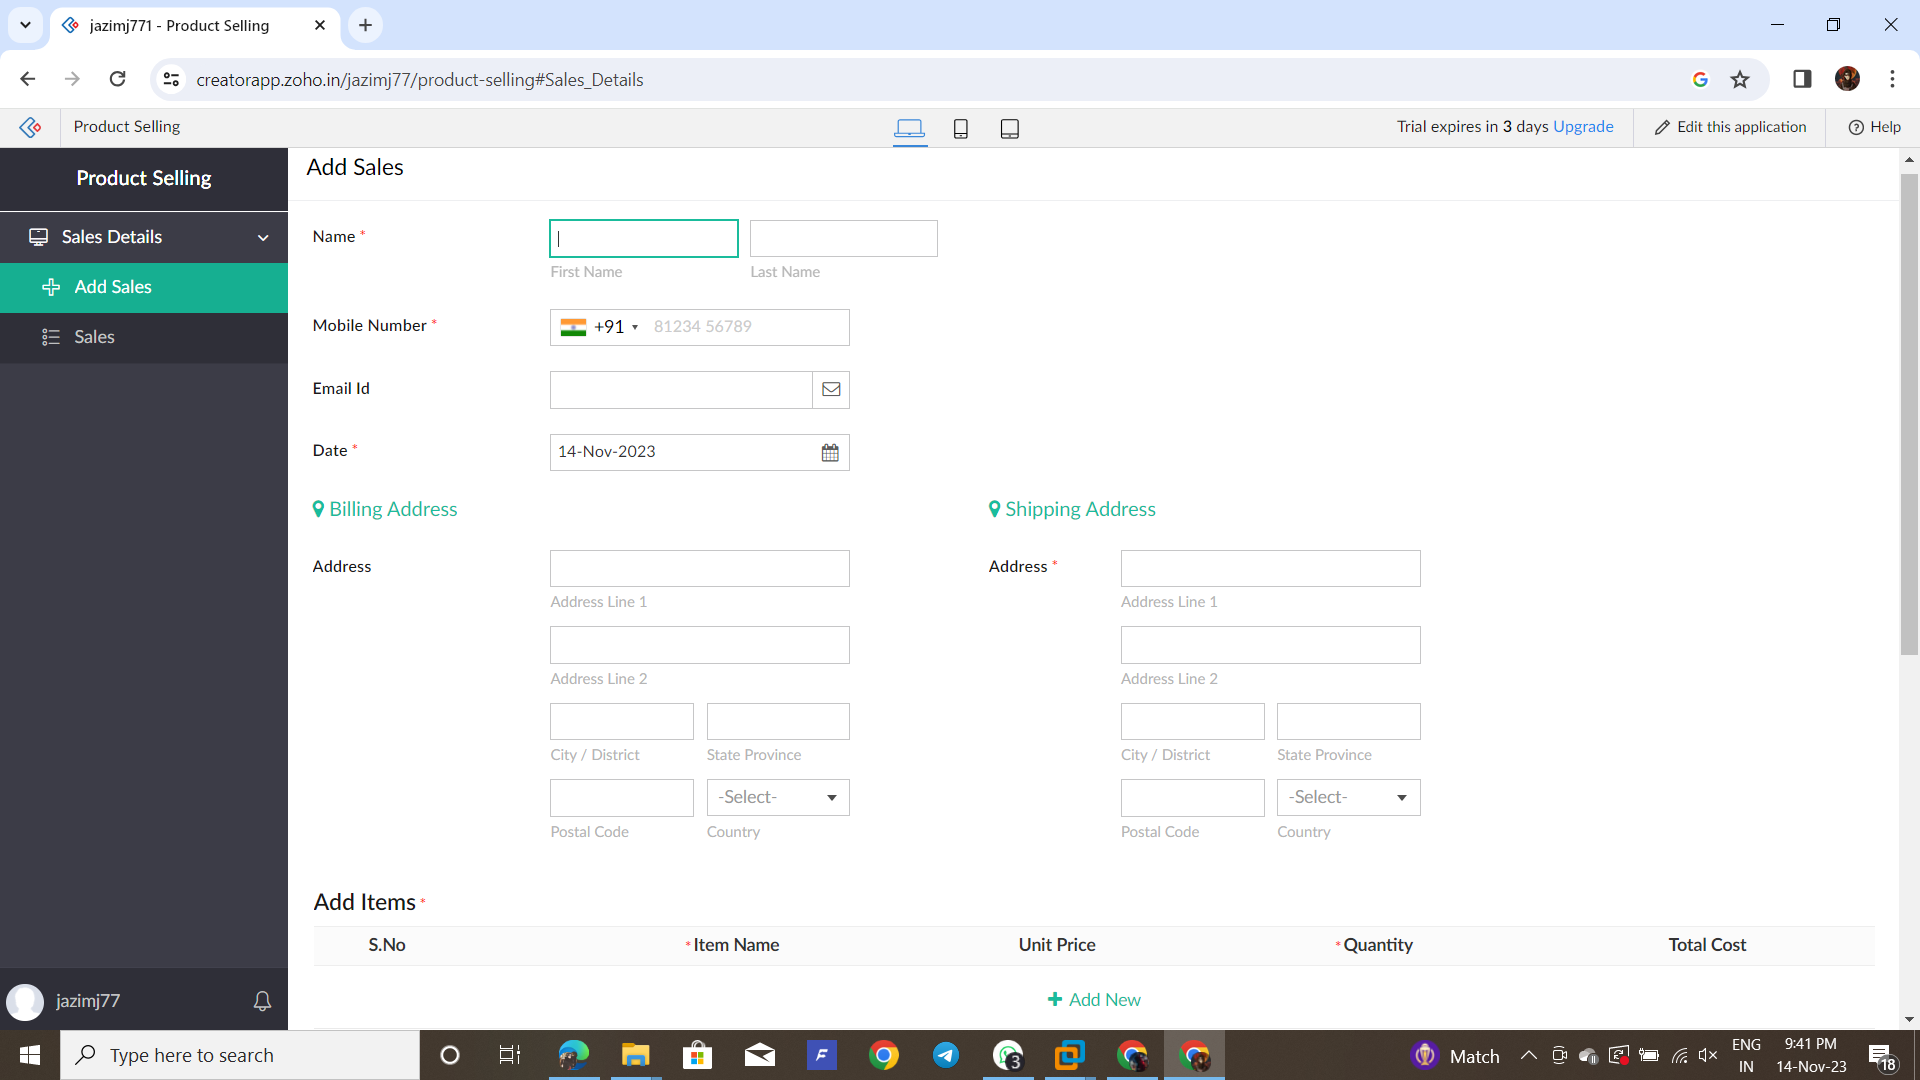 jazimj771 - Product Selling
creatorapp.zoho.in/jazimj77/product-selling#Sales_Details
Product Selling
Trial expires in 3 days Upgrade
Edit this application
Help
Product Selling
Sales Details
Add Sales
Sales
jazimj77
Add Sales
Name *
First Name
Last Name
Mobile Number *
+91
81234 56789
Email Id
Date *
14-Nov-2023
Billing Address
Address
Address Line 1
Address Line 2
City / District
State Province
-Select-
Postal Code
Country
Shipping Address
Address *
Address Line 1
Address Line 2
City / District
State Province
-Select-
Postal Code
Country
Add Items *
S.No * Item Name Unit Price * Quantity Total Cost
+ Add New
Type here to search
F
3
Match
ENG
IN
9:41 PM
14-Nov-23
18